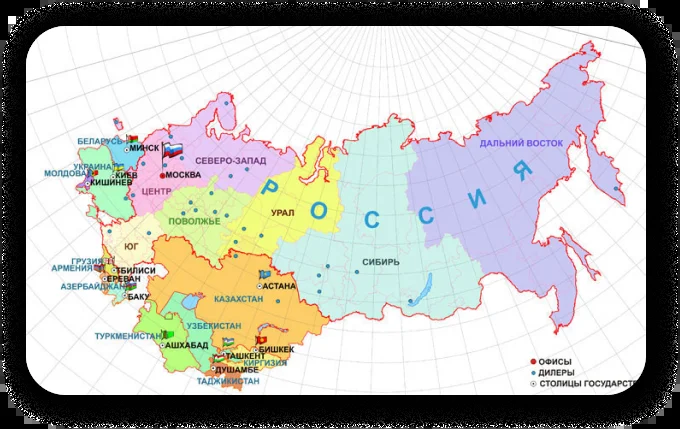 БЕЛАРУСЬ
МИНСК
УКРАИНА
КИЕВ
МОЛДОВА
КИШИНЕВ
СЕВЕРО-ЗАПАД
МОСКВА
ЦЕНТР
ДАЛЬНИЙ ВОСТОК
РОССИЯ
УРАЛ
ПОВОЛЖЬЕ
ЮГ
СИБИРЬ
ГРУЗИЯ
ТБИЛИСИ
АРМЕНИЯ
ЕРЕВАН
АЗЕРБАЙДЖАН
БАКУ
АСТАНА
КАЗАХСТАН
УЗБЕКИСТАН
ТУРКМЕНИСТАН
АШХАБАД
БИШКЕК
ТАШКЕНТ
КИРГИЗИЯ
ДУШАМБЕ
ТАДЖИКИСТАН
ОФИСЫ
ДИЛЕРЫ
СТОЛИЦЫ ГОСУДАРСТ